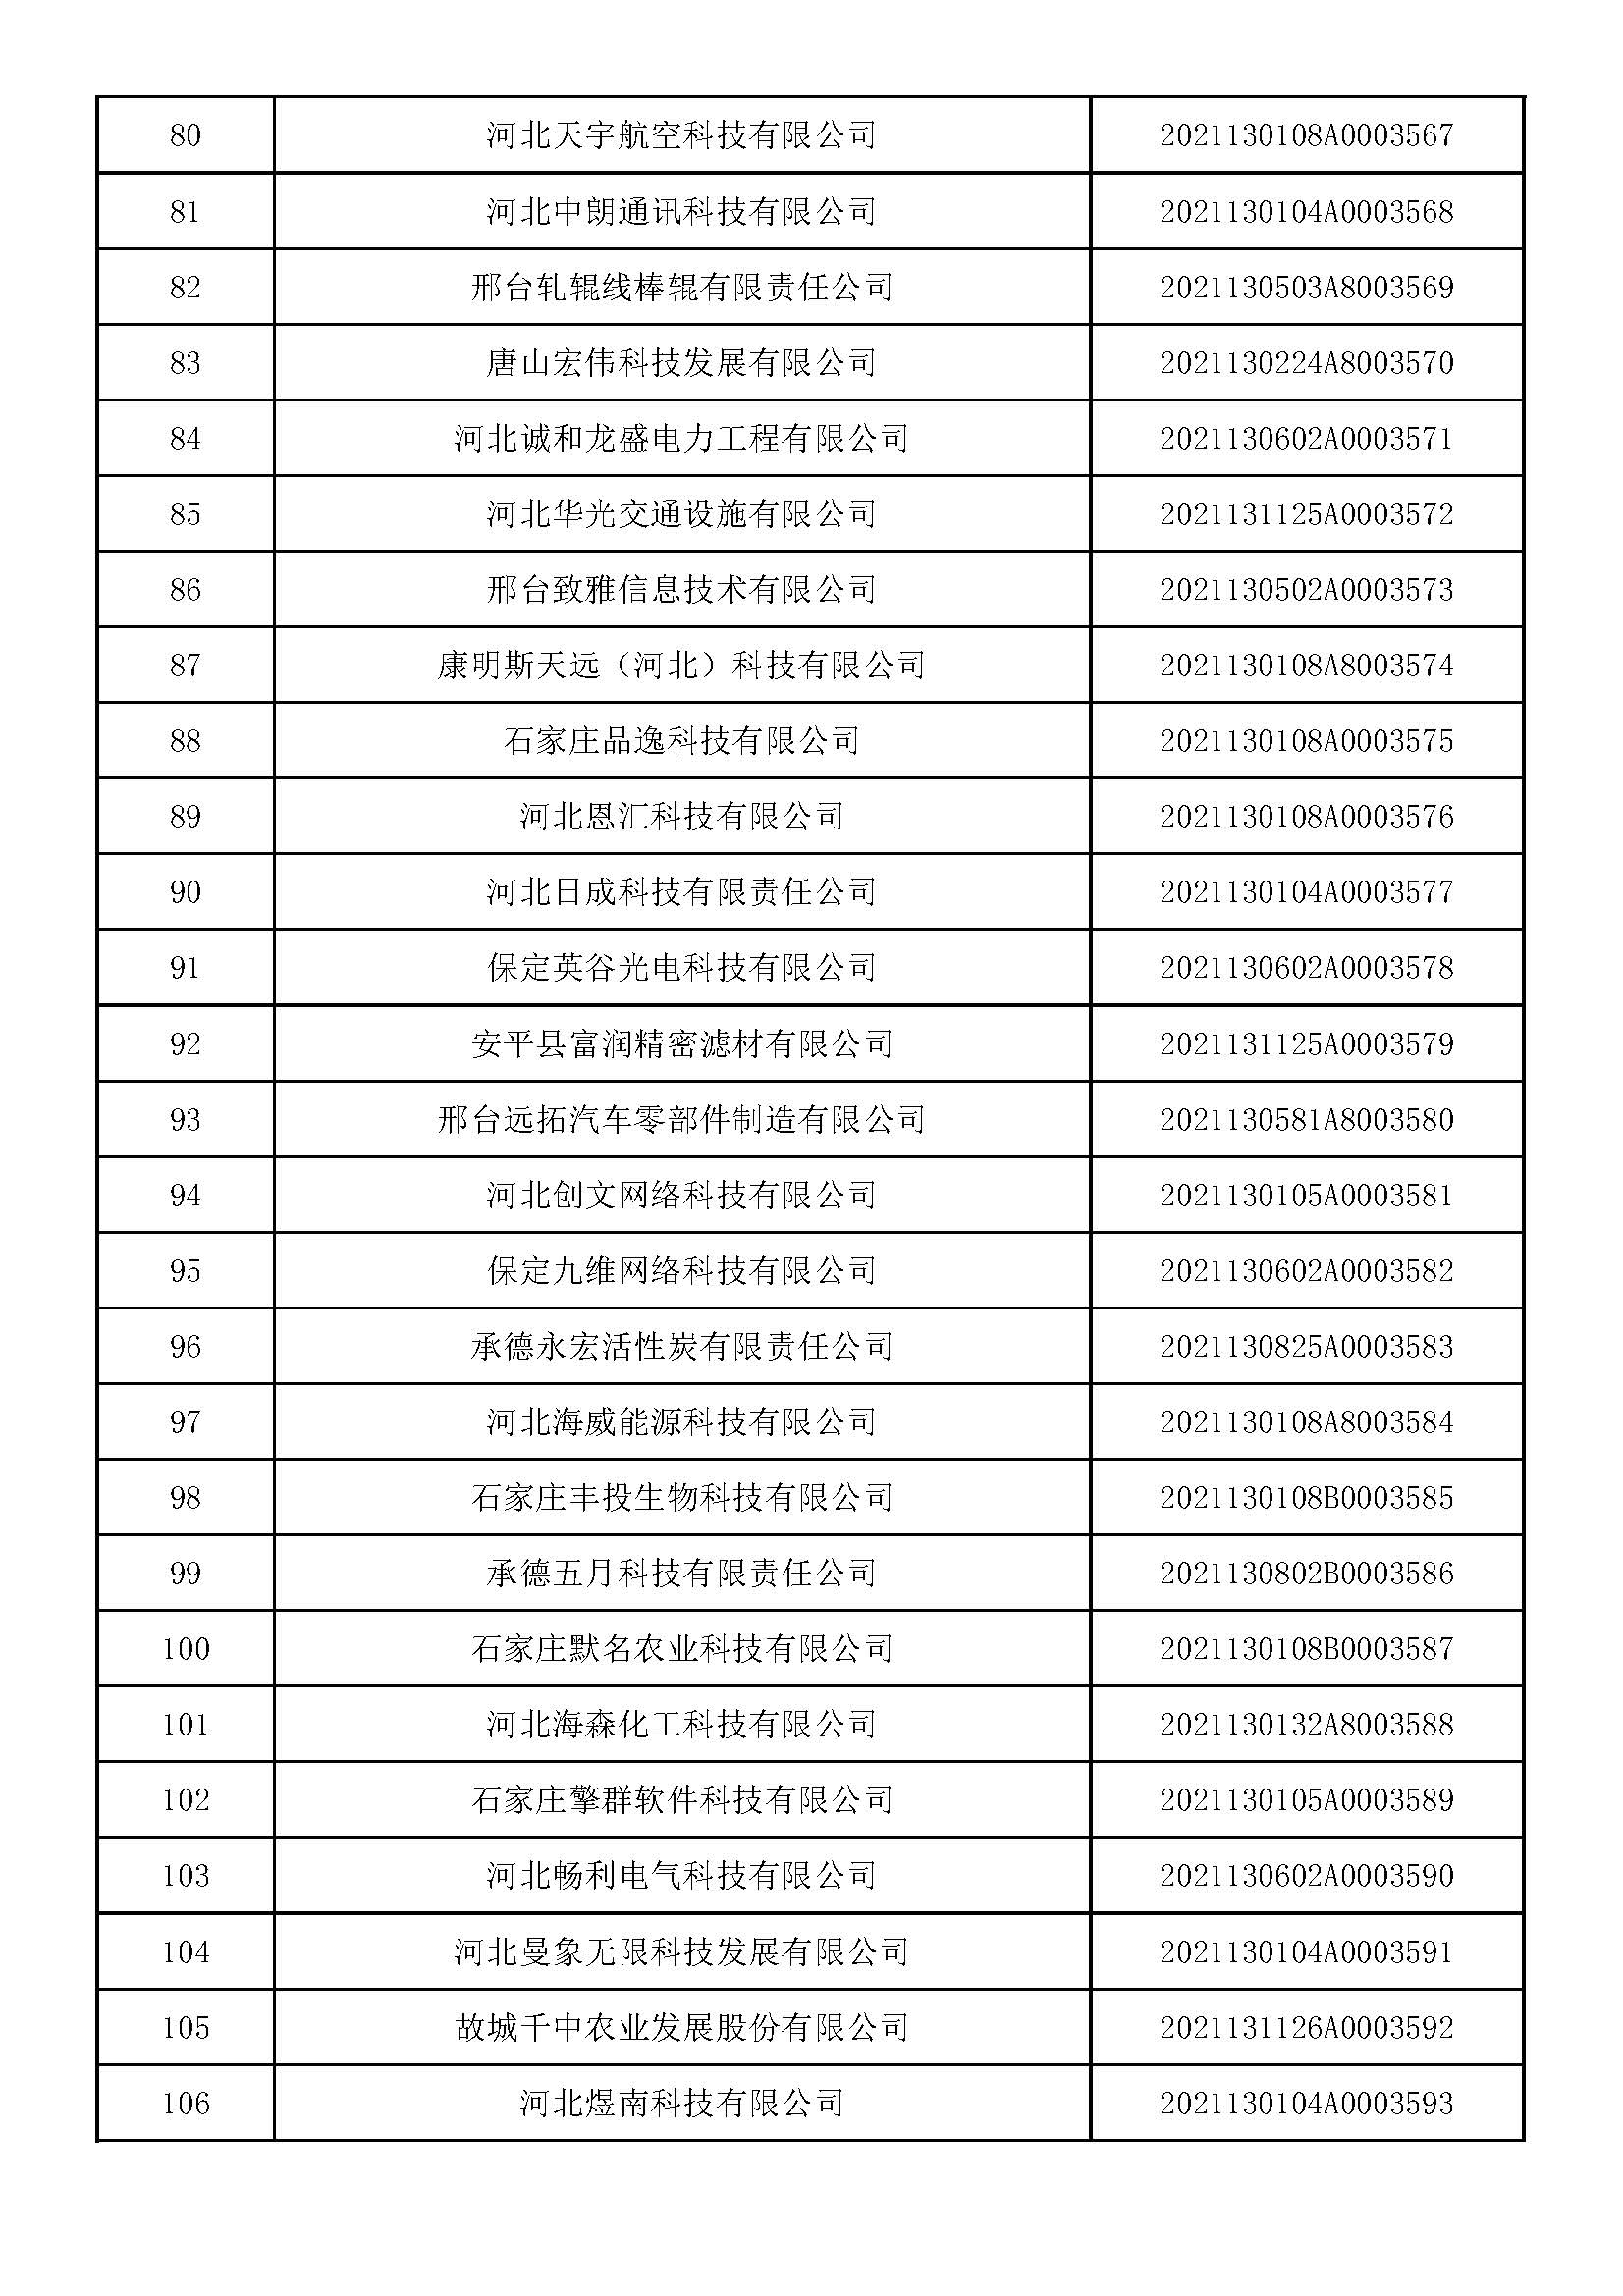 80 河北天宇航空科技有限公司 2021130108A0003567
81 河北中朗通讯科技有限公司 2021130104A0003568
82 邢台轧辊线棒辊有限责任公司 2021130503A8003569
83 唐山宏伟科技发展有限公司 2021130224A8003570
84 河北诚和龙盛电力工程有限公司 2021130602A0003571
85 河北华光交通设施有限公司 2021131125A0003572
86 邢台致雅信息技术有限公司 2021130502A0003573
87 康明斯天远（河北）科技有限公司 2021130108A8003574
88 石家庄品逸科技有限公司 2021130108A0003575
89 河北恩汇科技有限公司 2021130108A0003576
90 河北日成科技有限责任公司 2021130104A0003577
91 保定英谷光电科技有限公司 2021130602A0003578
92 安平县富润精密滤材有限公司 2021131125A0003579
93 邢台远拓汽车零部件制造有限公司 2021130581A8003580
94 河北创文网络科技有限公司 2021130105A0003581
95 保定九维网络科技有限公司 2021130602A0003582
96 承德永宏活性炭有限责任公司 2021130825A0003583
97 河北海威能源科技有限公司 2021130108A8003584
98 石家庄丰投生物科技有限公司 2021130108B0003585
99 承德五月科技有限责任公司 2021130802B0003586
100 石家庄默名农业科技有限公司 2021130108B0003587
101 河北海森化工科技有限公司 2021130132A8003588
102 石家庄擎群软件科技有限公司 2021130105A0003589
103 河北畅利电气科技有限公司 2021130602A0003590
104 河北曼象无限科技发展有限公司 2021130104A0003591
105 故城千中农业发展股份有限公司 2021131126A0003592
106 河北煜南科技有限公司 2021130104A0003593